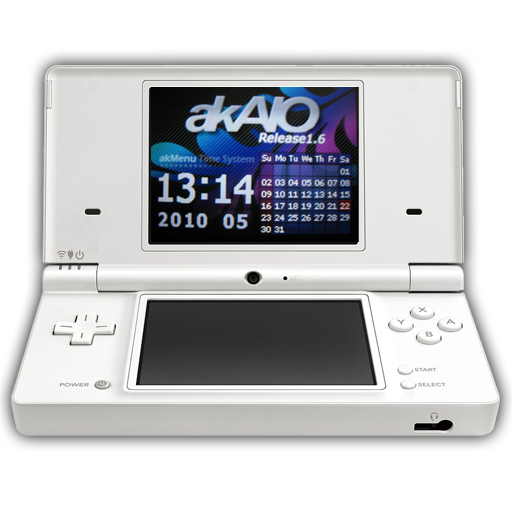 akAIO
Release1.6
akMenu Time System
Su Mo Tu We Th Fr Sa
01
02 03 04 05 06 07 08
13:14
09 10 11 12 13 14 15
16 17 18 19 20 21 22
2010 05
23 24 25 26 27 28 29
30 31
X
Y A
B
START
POWER
SELECT